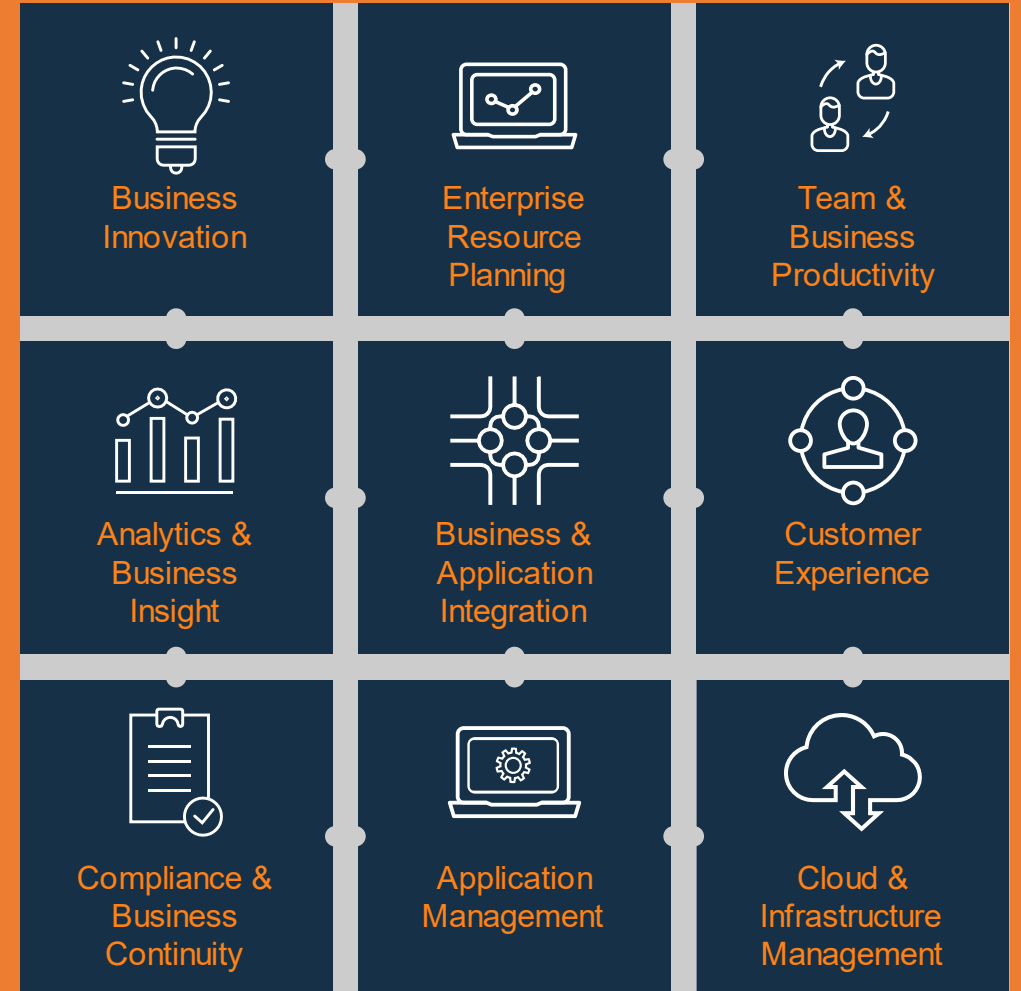 Business
Innovation
Enterprise
Resource
Planning
Team &
Business
Productivity
Analytics &
Business
Insight
Business &
Application
Integration
Customer
Experience
Compliance &
Business
Continuity
Application
Management
Cloud &
Infrastructure
Management